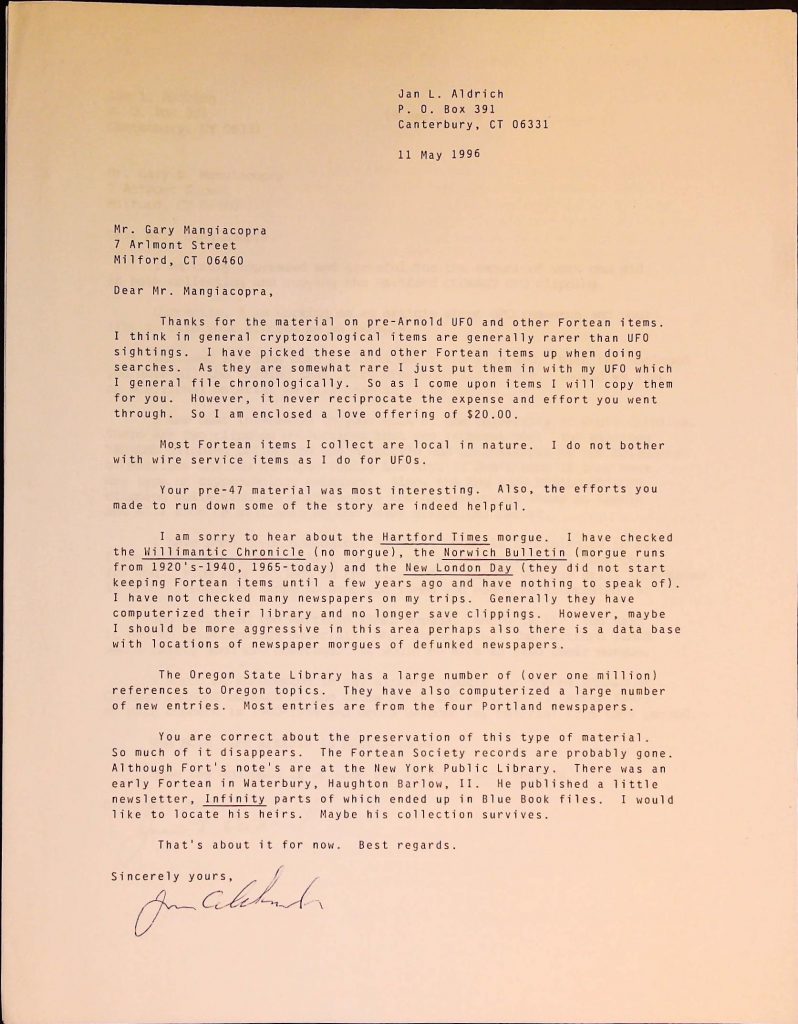 Jan L. Aldrich
P. O. Box 391
Canterbury, CT 06331
11 May 1996
Mr. Gary Mangiacopra
7 Arlmont Street
Milford, CT 06460
Dear Mr. Mangiacopra,
Thanks for the material on pre-Arnold UFO and other Fortean items.
I think in general cryptozoological items are generally rarer than UFO
sightings. I have picked these and other Fortean items up when doing
searches. As they are somewhat rare I just put them in with my UFO which
I general file chronologically. So as I come upon items I will copy them
for you. However, it never reciprocate the expense and effort you went
through. So I am enclosed a love offering of $20.00.
Most Fortean items I collect are local in nature. I do not bother
with wire service items as I do for UFOs.
Your pre-47 material was most interesting. Also, the efforts you
made to run down some of the story are indeed helpful.
I am sorry to hear about the Hartford Times morgue. I have checked
the Willimantic Chronicle (no morgue), the Norwich Bulletin (morgue runs
from 1920's-1940, 1965-today) and the New London Day (they did not start
keeping Fortean items until a few years ago and have nothing to speak of).
I have not checked many newspapers on my trips. Generally they have
computerized their library and no longer save clippings. However, maybe
I should be more aggressive in this area perhaps also there is a data base
with locations of newspaper morgues of defunked newspapers.
The Oregon State Library has a large number of (over one million)
references to Oregon topics. They have also computerized a large number
of new entries. Most entries are from the four Portland newspapers.
You are correct about the preservation of this type of material.
So much of it disappears. The Fortean Society records are probably gone.
Although Fort's note's are at the New York Public Library. There was an
early Fortean in Waterbury, Haughton Barlow, II. He published a little
newsletter, Infinity parts of which ended up in Blue Book files. I would
like to locate his heirs. Maybe his collection survives.
That's about it for now. Best regards.
Sincerely yours,